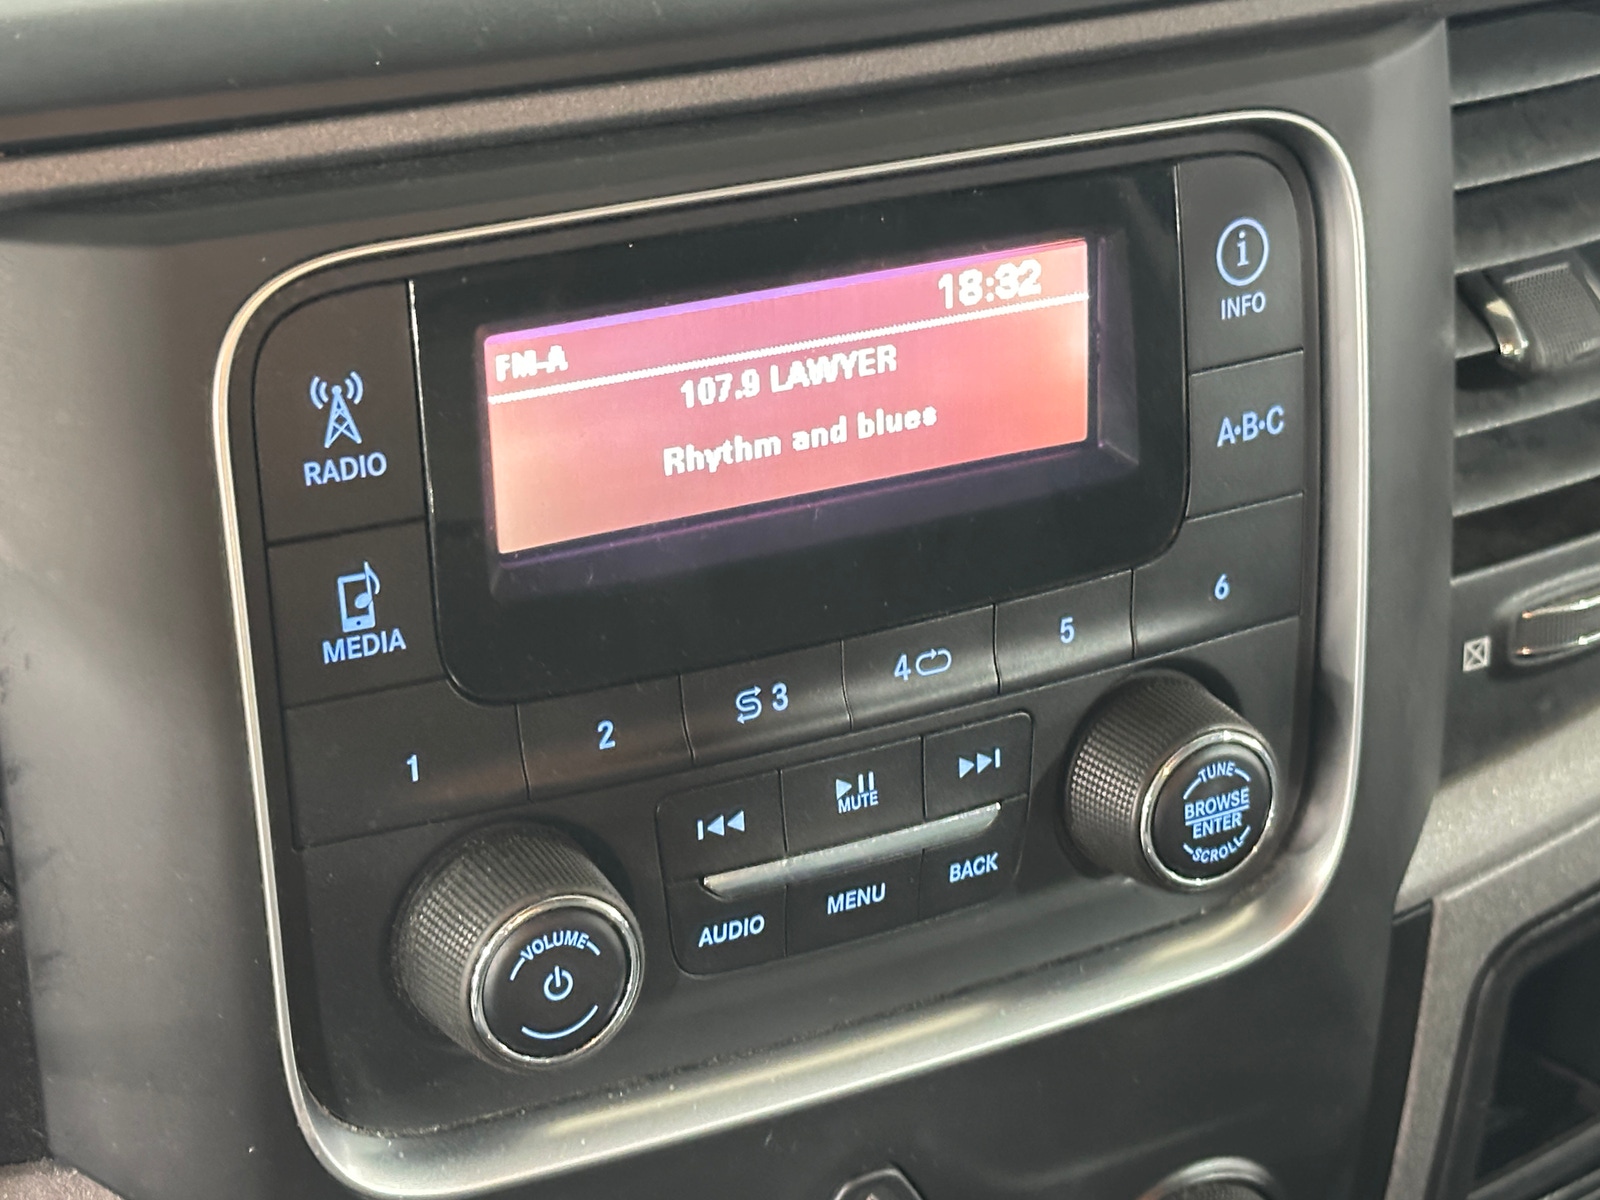 18:32
FM-A
107.9 LAWYER
Rhythm and blues
RADIO
MEDIA
i
INFO
A•B•C
1
2
3
4
5
6
MUTE
AUDIO
MENU
BACK
VOLUME
TUNE
BROWSE
ENTER
SCROLL